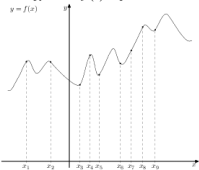 y = f(x)
y
x
x₁ x₂ x₃ x₄ x₅ x₆ x₇ x₈ x₉